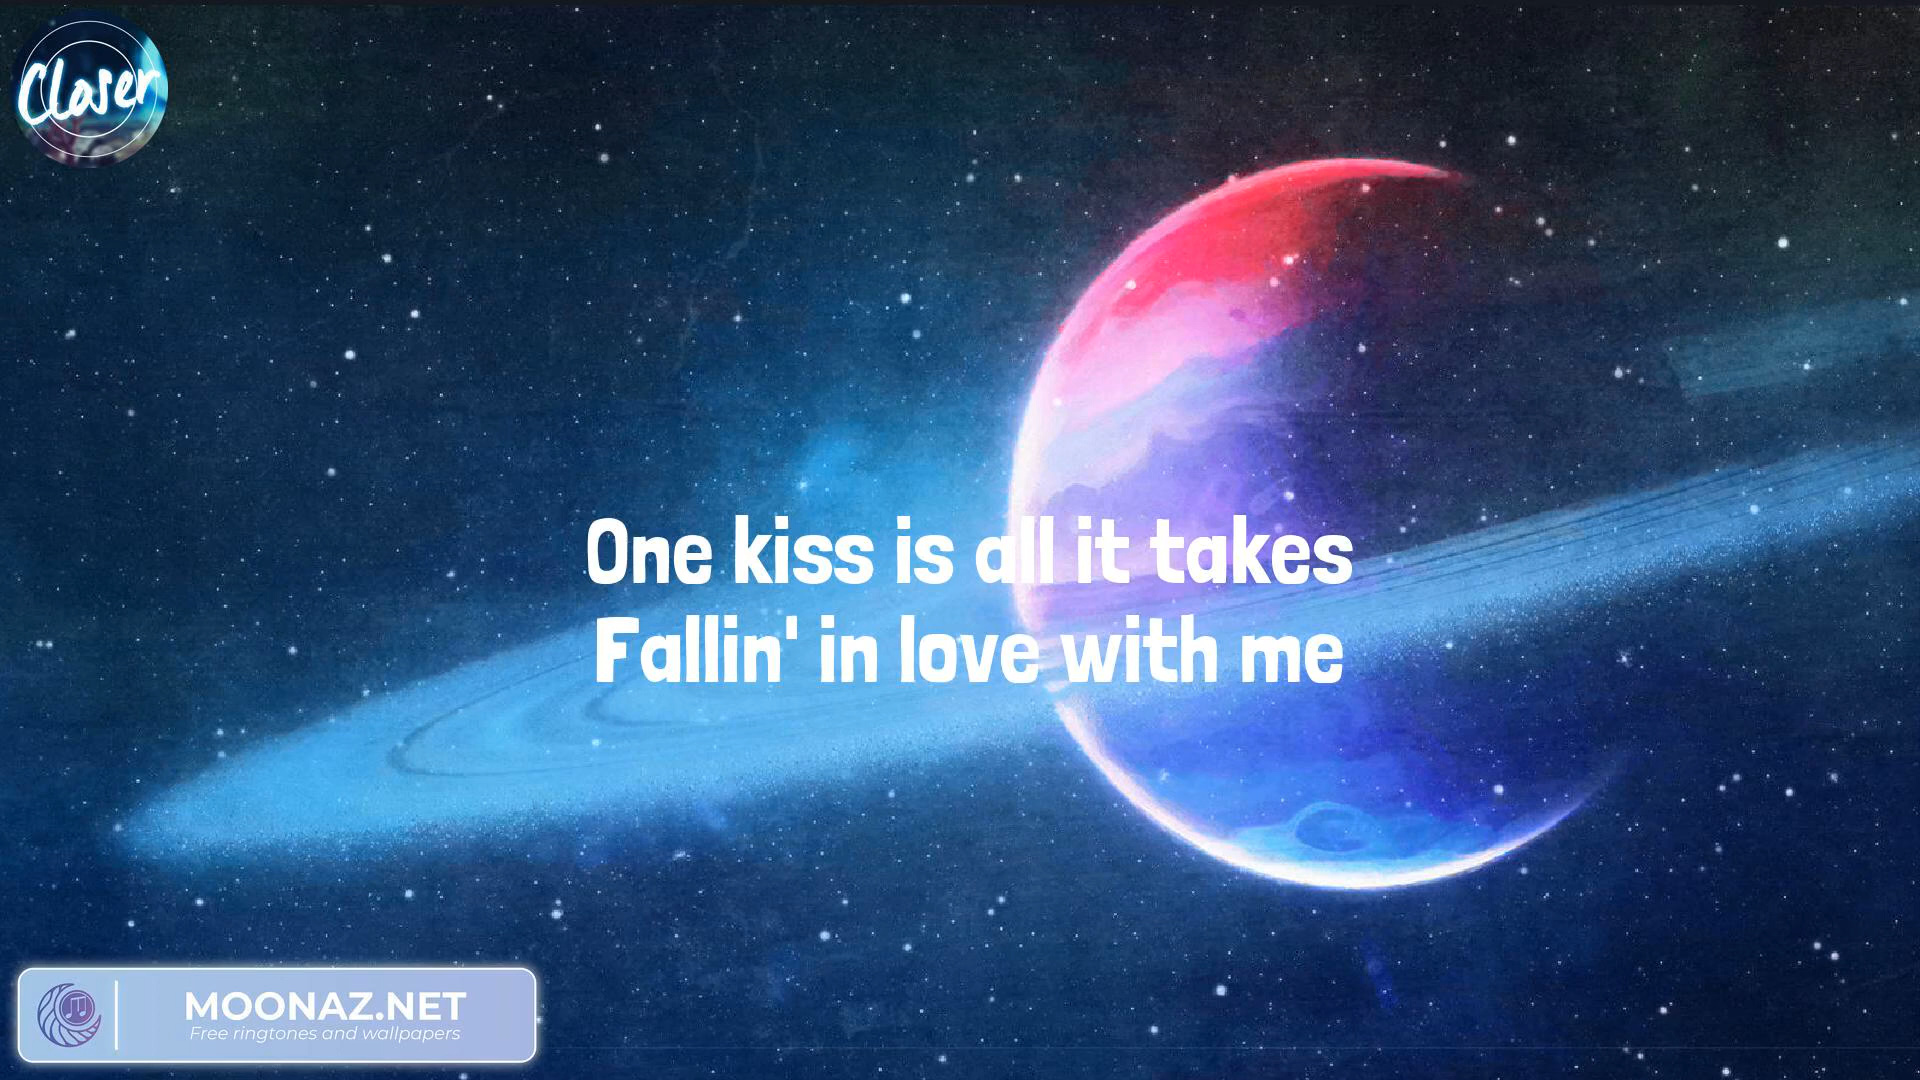 Closer
One kiss is all it takes
Fallin' in love with me
MOONAZ.NET
Free ringtones and wallpapers